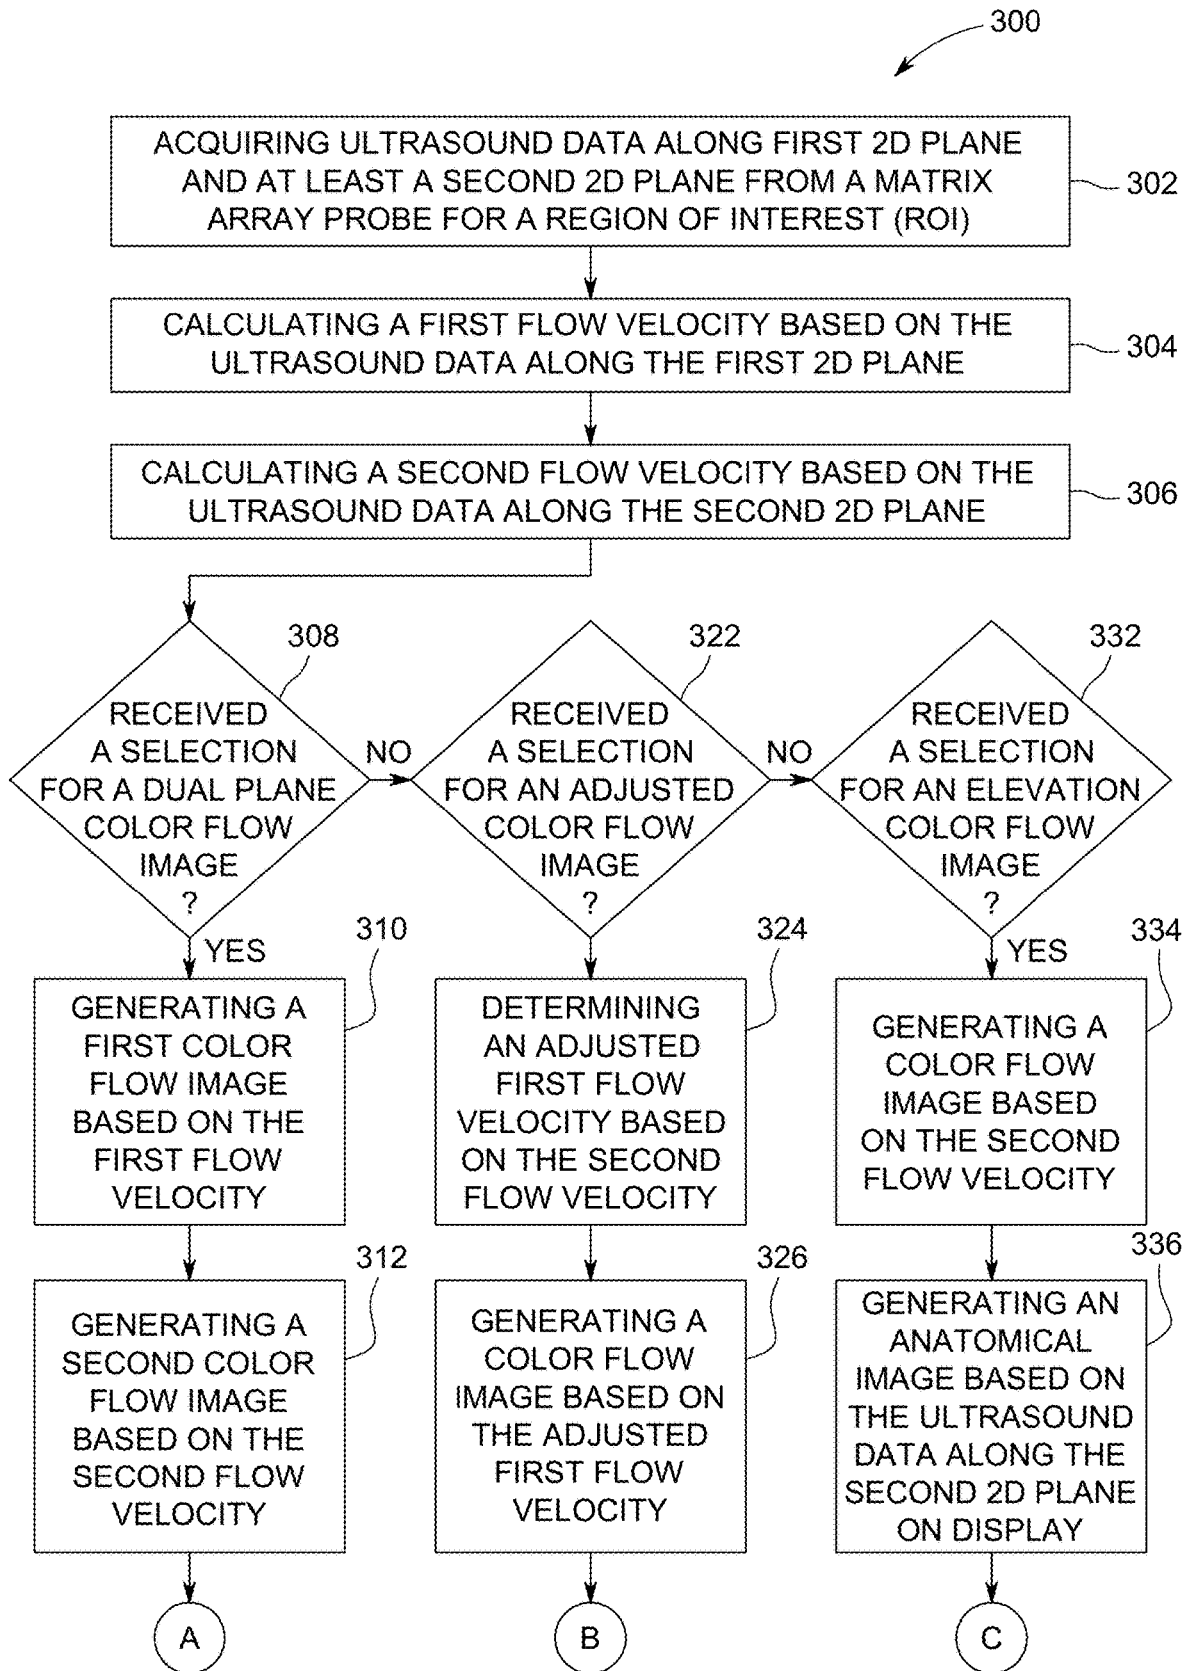 300
ACQUIRING ULTRASOUND DATA ALONG FIRST 2D PLANE
AND AT LEAST A SECOND 2D PLANE FROM A MATRIX
ARRAY PROBE FOR A REGION OF INTEREST (ROI)
302
CALCULATING A FIRST FLOW VELOCITY BASED ON THE
ULTRASOUND DATA ALONG THE FIRST 2D PLANE
304
CALCULATING A SECOND FLOW VELOCITY BASED ON THE
ULTRASOUND DATA ALONG THE SECOND 2D PLANE
306
308
RECEIVED
A SELECTION
FOR A DUAL PLANE
COLOR FLOW
IMAGE
?
NO
322
RECEIVED
A SELECTION
FOR AN ADJUSTED
COLOR FLOW
IMAGE
?
NO
332
RECEIVED
A SELECTION
FOR AN ELEVATION
COLOR FLOW
IMAGE
?
YES
310
GENERATING A
FIRST COLOR
FLOW IMAGE
BASED ON THE
FIRST FLOW
VELOCITY
324
DETERMINING
AN ADJUSTED
FIRST FLOW
VELOCITY BASED
ON THE SECOND
FLOW VELOCITY
YES
334
GENERATING A
COLOR FLOW
IMAGE BASED
ON THE SECOND
FLOW VELOCITY
312
GENERATING A
SECOND COLOR
FLOW IMAGE
BASED ON THE
SECOND FLOW
VELOCITY
326
GENERATING A
COLOR FLOW
IMAGE BASED ON
THE ADJUSTED
FIRST FLOW
VELOCITY
336
GENERATING AN
ANATOMICAL
IMAGE BASED ON
THE ULTRASOUND
DATA ALONG THE
SECOND 2D PLANE
ON DISPLAY
A
B
C